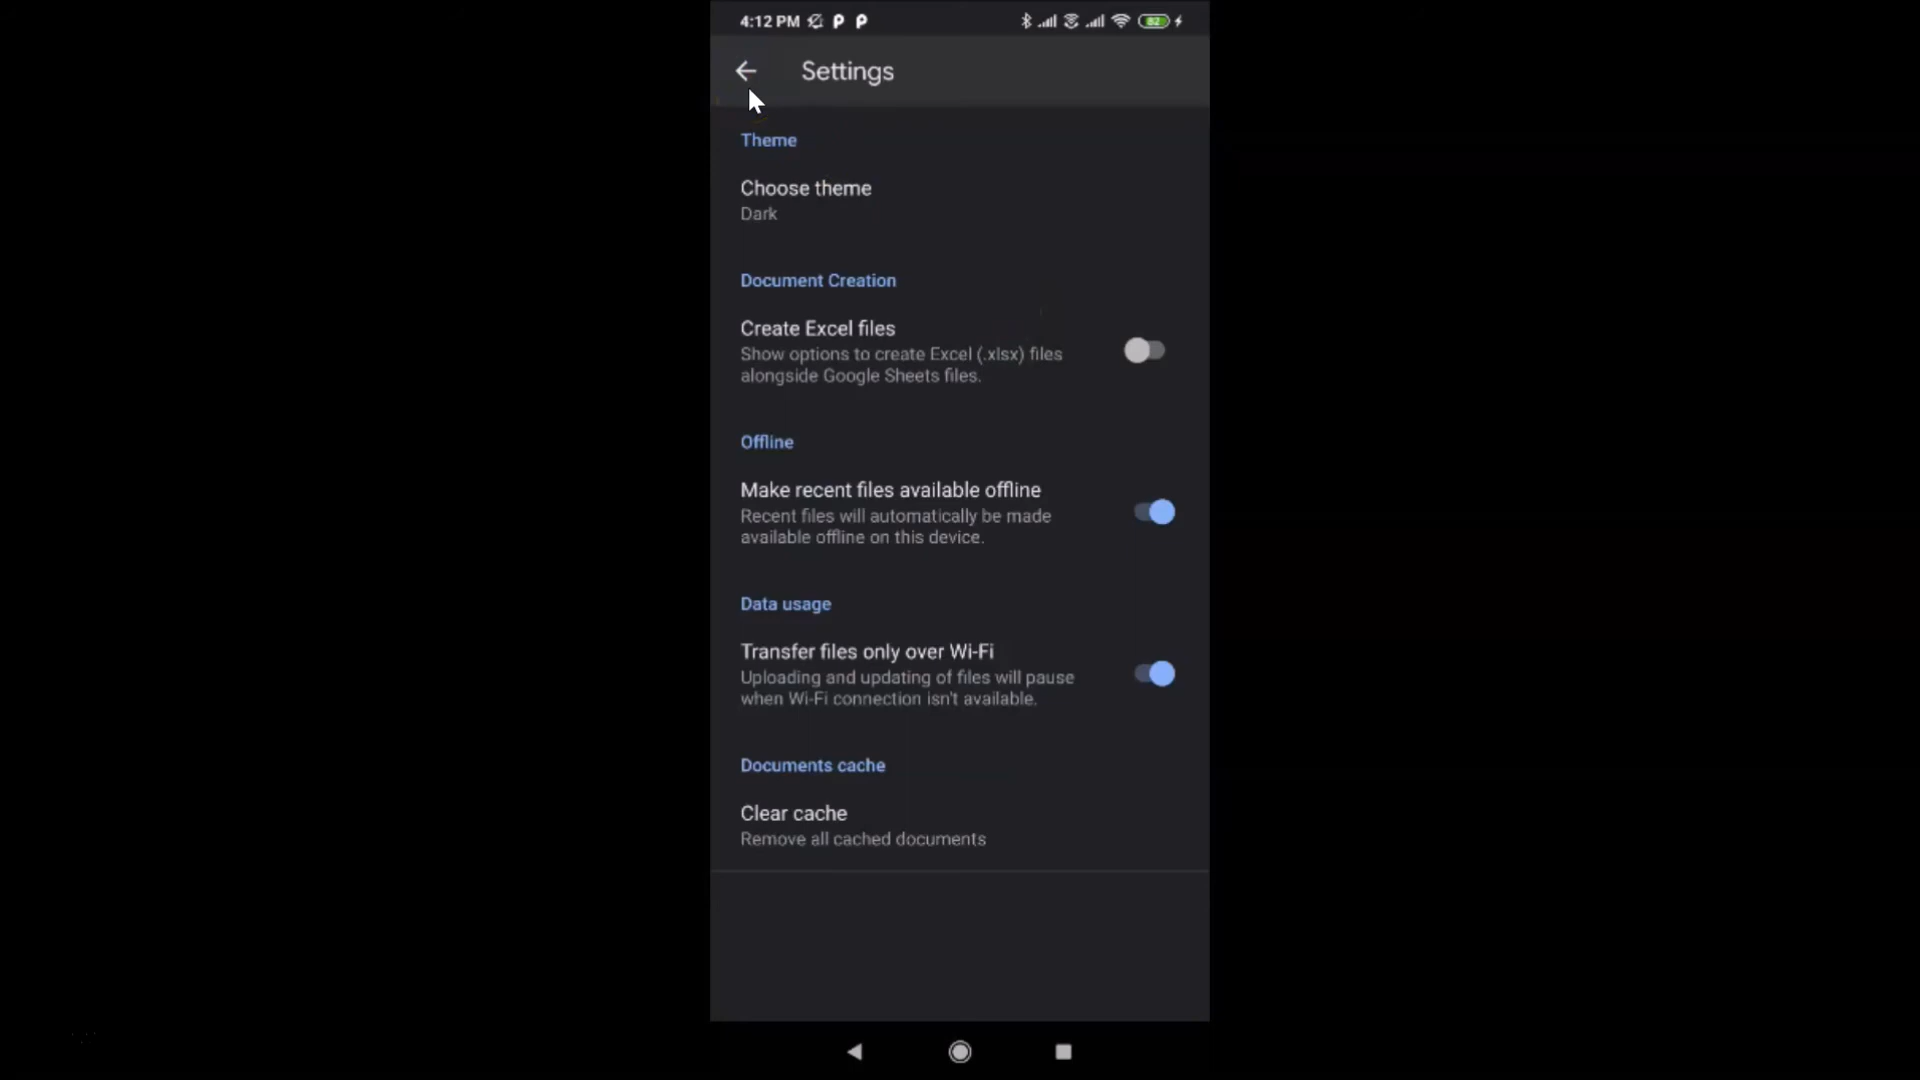 4:12 PM
82
Settings
Theme
Choose theme
Dark
Document Creation
Create Excel files
Show options to create Excel (.xlsx) files
alongside Google Sheets files.
Offline
Make recent files available offline
Recent files will automatically be made
available offline on this device.
Data usage
Transfer files only over Wi-Fi
Uploading and updating of files will pause
when Wi-Fi connection isn't available.
Documents cache
Clear cache
Remove all cached documents